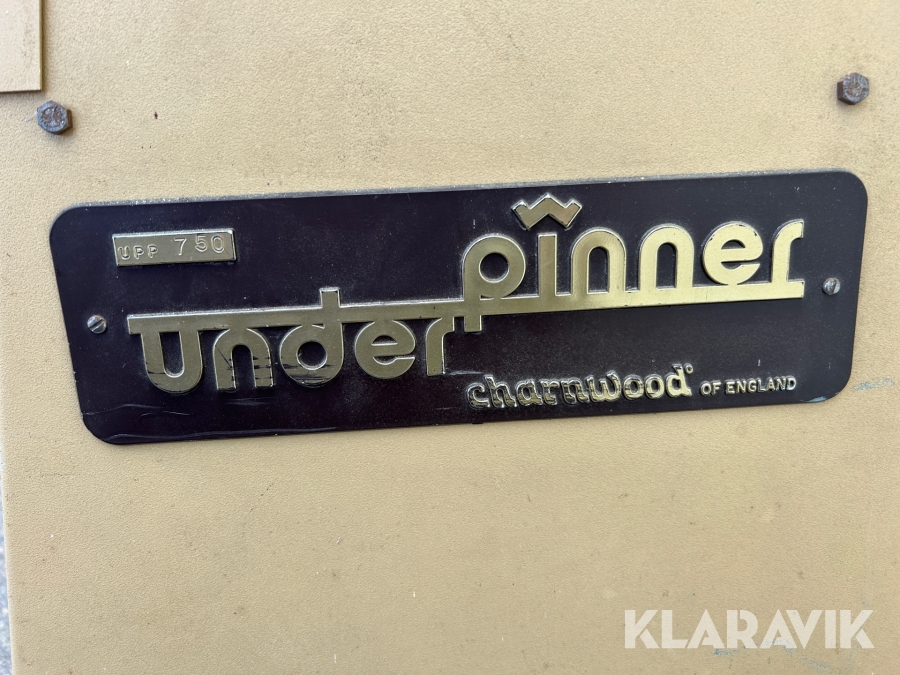 UPP 750
underpinner
charnwood OF ENGLAND
KLARAVIK